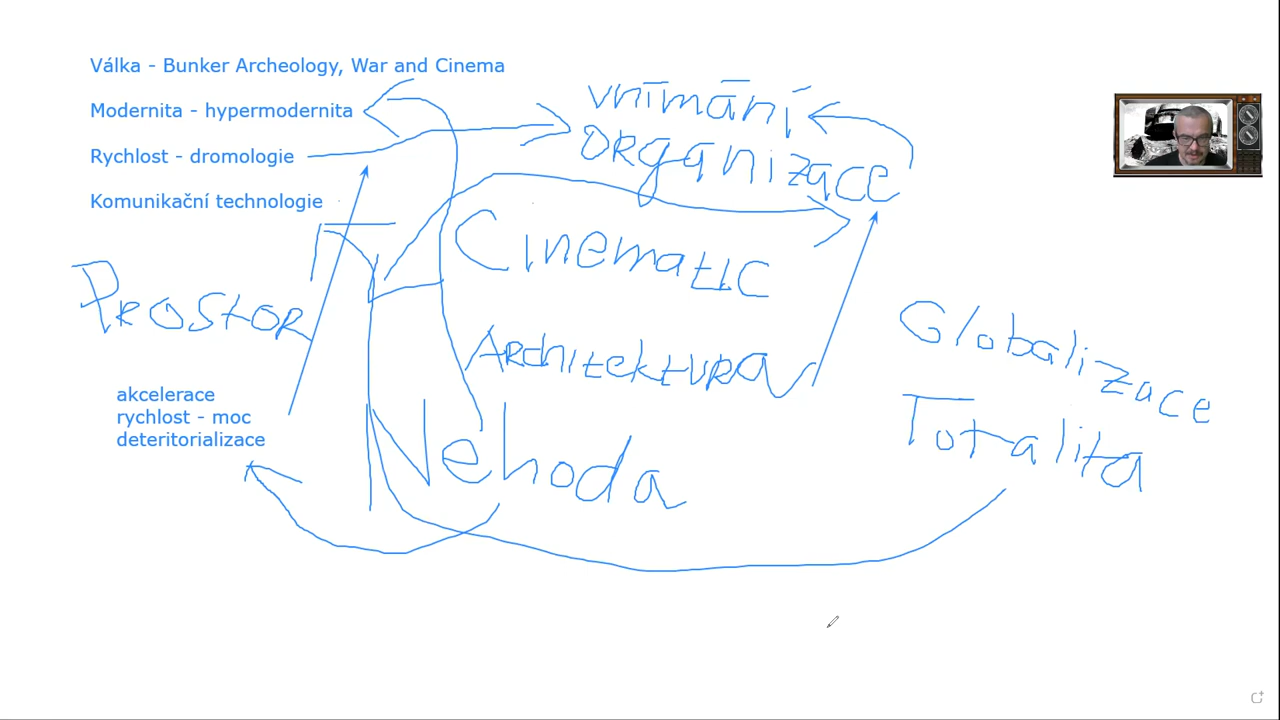 Válka - Bunker Archeology, War and Cinema
Modernita - hypermodernita
Rychlost - dromologie
Komunikační technologie
vnímání
ORganizace
Cinematic
Prostor
Architektura
Globalizace
akcelerace
rychlost - moc
deteritorializace
Totalita
Nehoda